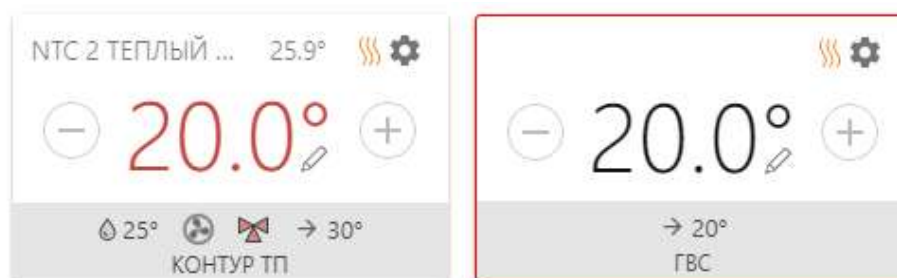 NTC 2 ТЕПЛЫЙ ... 25.9°
20.0°
25° → 30°
КОНТУР ТП
20.0°
→ 20°
ГВС